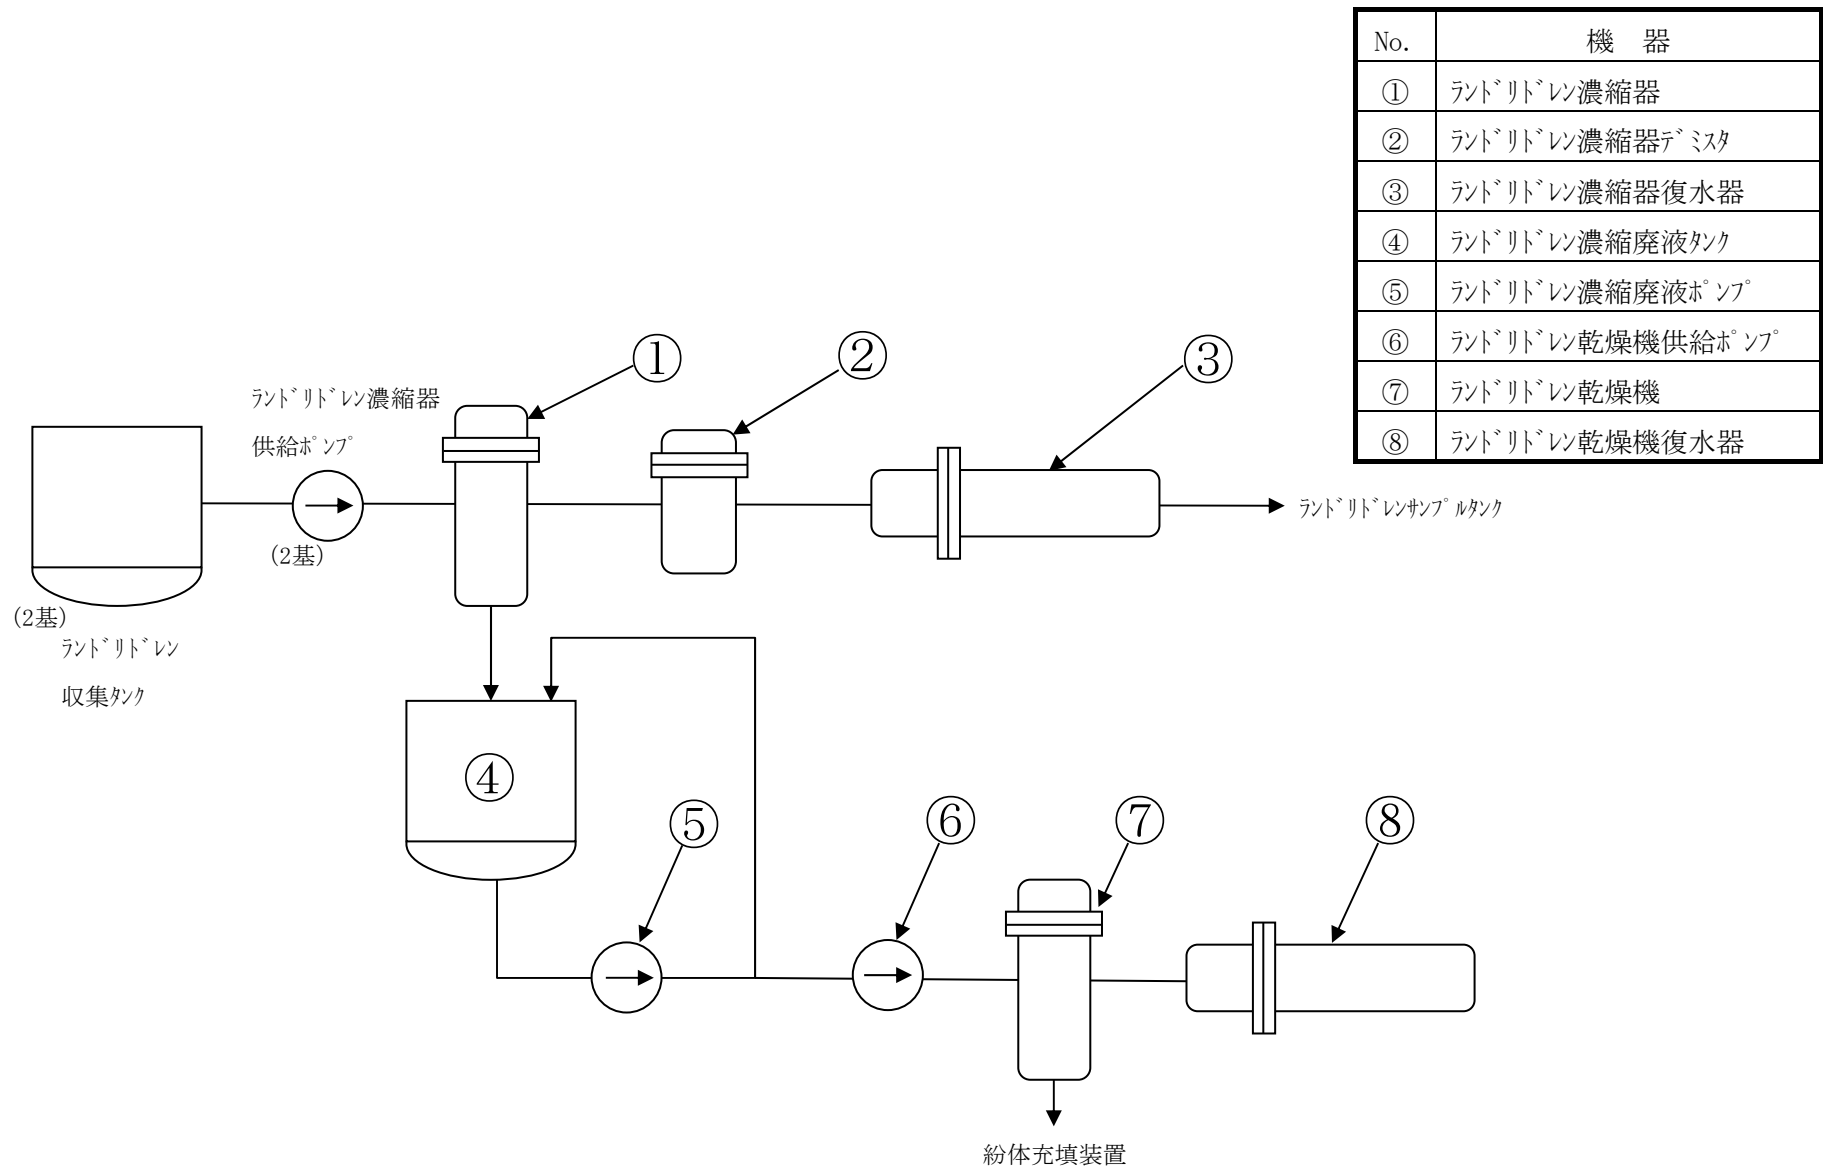 No. 機　器
① ﾗﾝﾄﾞﾘﾄﾞﾚﾝ濃縮器
② ﾗﾝﾄﾞﾘﾄﾞﾚﾝ濃縮器ﾃﾞﾐｽﾀ
③ ﾗﾝﾄﾞﾘﾄﾞﾚﾝ濃縮器復水器
④ ﾗﾝﾄﾞﾘﾄﾞﾚﾝ濃縮廃液ﾀﾝｸ
⑤ ﾗﾝﾄﾞﾘﾄﾞﾚﾝ濃縮廃液ﾎﾟﾝﾌﾟ
⑥ ﾗﾝﾄﾞﾘﾄﾞﾚﾝ乾燥機供給ﾎﾟﾝﾌﾟ
⑦ ﾗﾝﾄﾞﾘﾄﾞﾚﾝ乾燥機
⑧ ﾗﾝﾄﾞﾘﾄﾞﾚﾝ乾燥機復水器
① ② ③
ﾗﾝﾄﾞﾘﾄﾞﾚﾝ濃縮器
供給ﾎﾟﾝﾌﾟ
(2基)
ﾗﾝﾄﾞﾘﾄﾞﾚﾝｻﾝﾌﾟﾙﾀﾝｸ
(2基)
ﾗﾝﾄﾞﾘﾄﾞﾚﾝ
収集ﾀﾝｸ
④
⑤ ⑥ ⑦ ⑧
紛体充填装置